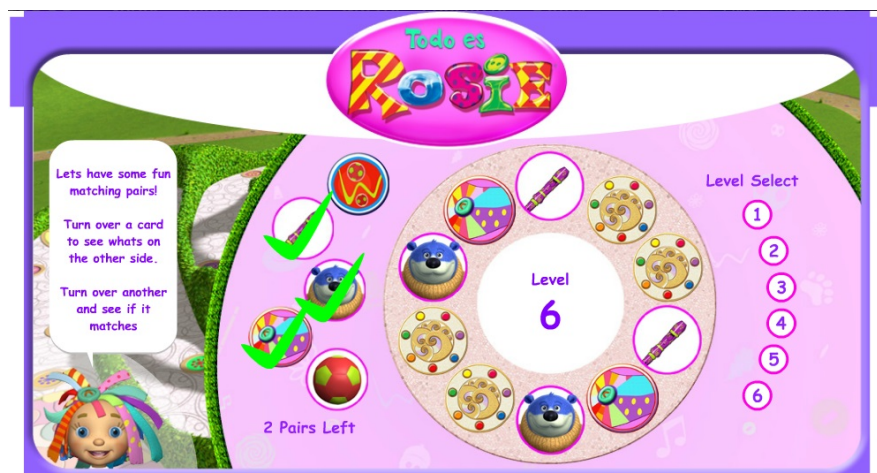 Todo es
ROSIE
Lets have some fun
matching pairs!
Turn over a card
to see whats on
the other side.
Turn over another
and see if it
matches
2 Pairs Left
Level
6
Level Select
1
2
3
4
5
6